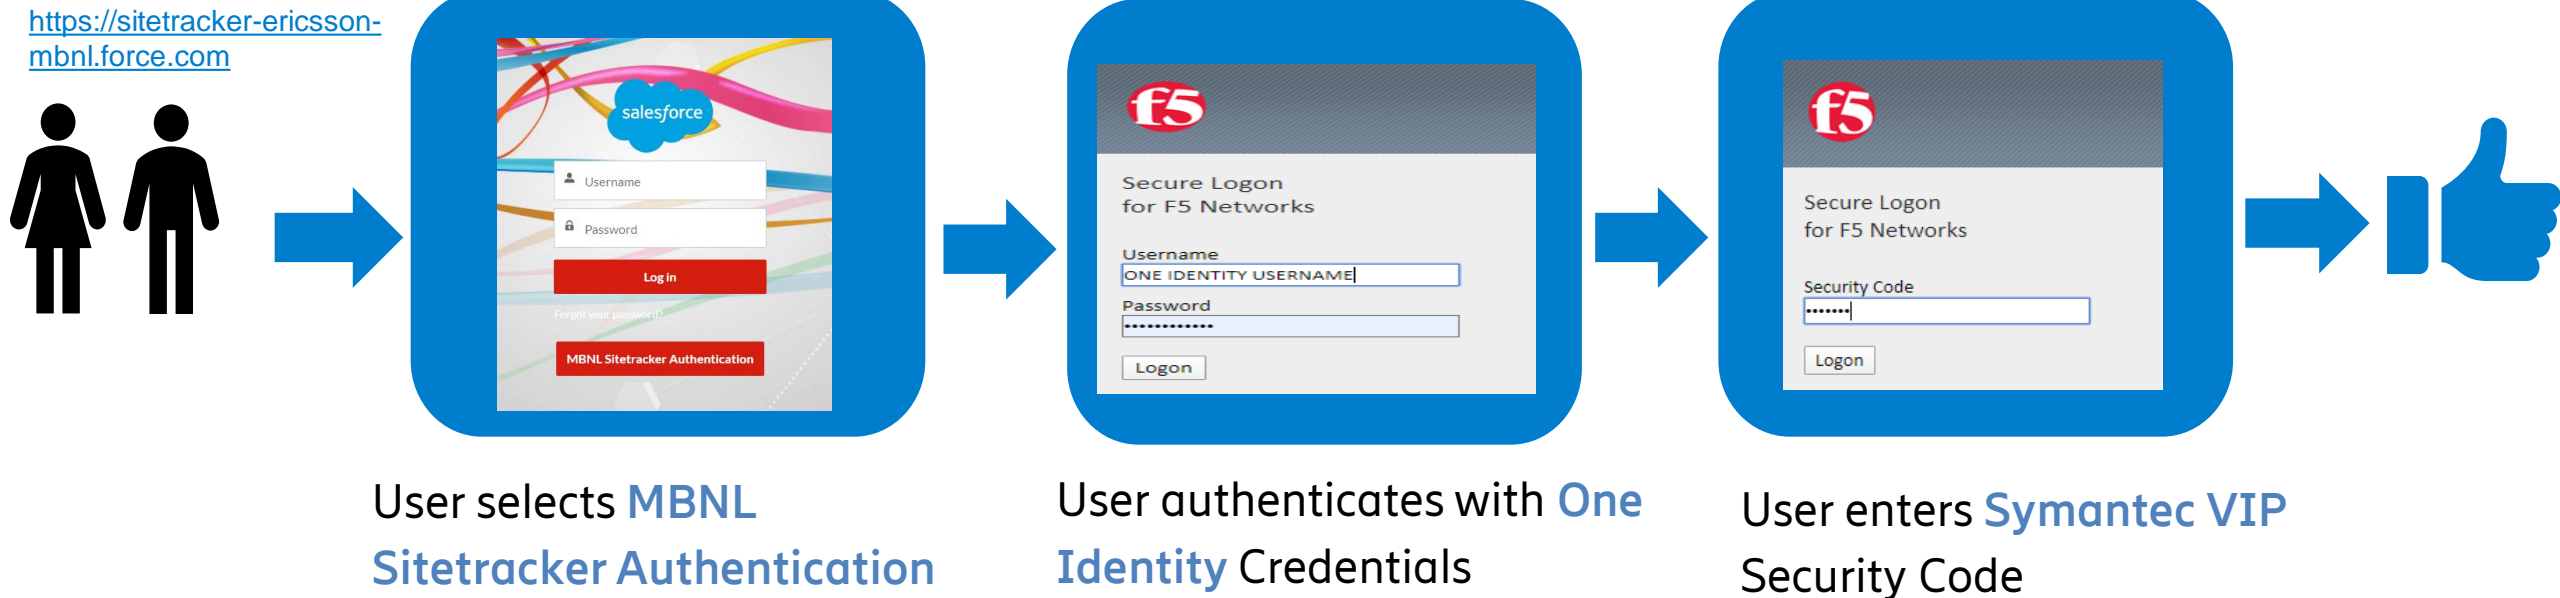 https://sitetracker-ericsson-
mbnl.force.com
salesforce
Username
Password
Log in
Forgot your password?
MBNL Sitetracker Authentication
User selects MBNL
Sitetracker Authentication
f5
Secure Logon
for F5 Networks
Username
ONE IDENTITY USERNAME
Password
Logon
User authenticates with One
Identity Credentials
f5
Secure Logon
for F5 Networks
Security Code
Logon
User enters Symantec VIP
Security Code